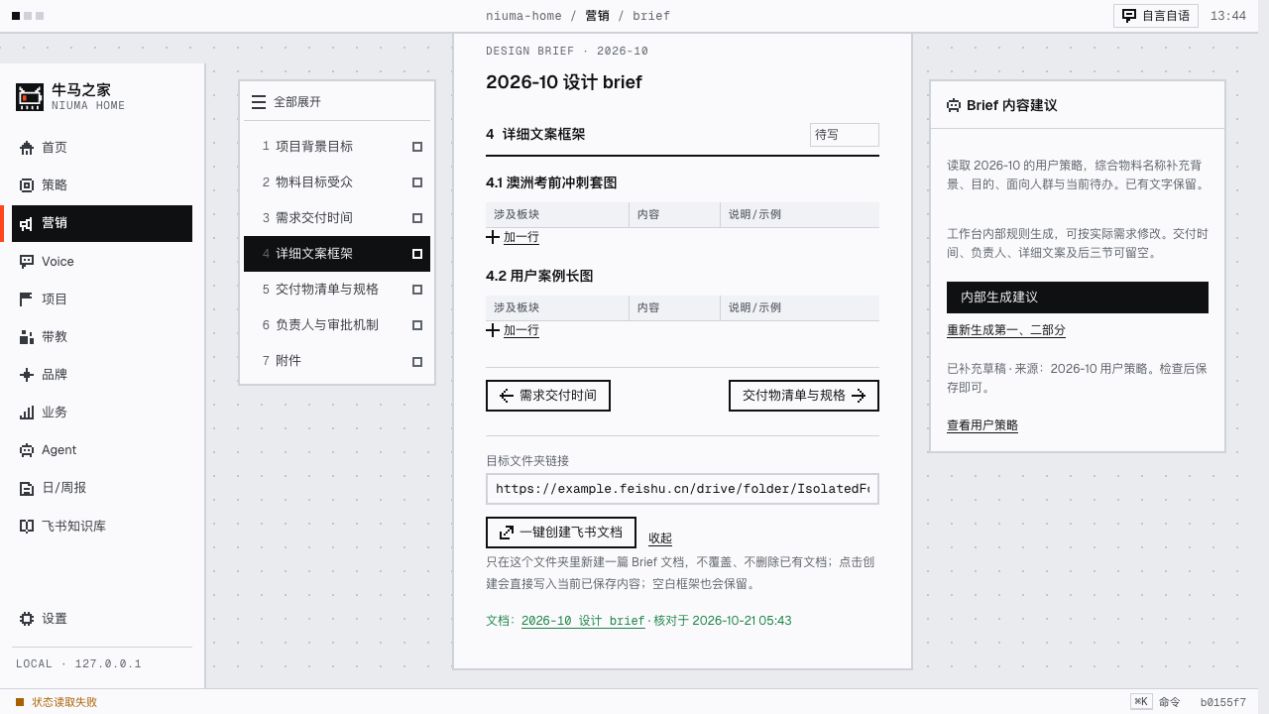 niuma-home / 营销 / brief
自言自语
13:44
牛马之家
NIUMA HOME
首页
策略
营销
Voice
项目
带教
品牌
业务
Agent
日/周报
飞书知识库
设置
LOCAL · 127.0.0.1
全部展开
1 项目背景目标
2 物料目标受众
3 需求交付时间
4 详细文案框架
5 交付物清单与规格
6 负责人与审批机制
7 附件
DESIGN BRIEF · 2026-10
2026-10 设计 brief
4 详细文案框架
待写
4.1 澳洲考前冲刺套图
涉及板块 内容 说明/示例
加一行
4.2 用户案例长图
涉及板块 内容 说明/示例
加一行
需求交付时间
交付物清单与规格
目标文件夹链接
https://example.feishu.cn/drive/folder/IsolatedFo
一键创建飞书文档
收起
只在这个文件夹里新建一篇 Brief 文档，不覆盖、不删除已有文档；点击创
建会直接写入当前已保存内容；空白框架也会保留。
文档：2026-10 设计 brief · 核对于 2026-10-21 05:43
Brief 内容建议
读取 2026-10 的用户策略，综合物料名称补充背
景、目的、面向人群与当前待办。已有文字保留。
工作台内部规则生成，可按实际需求修改。交付时
间、负责人、详细文案及后三节可留空。
内部生成建议
重新生成第一、二部分
已补充草稿 · 来源：2026-10 用户策略。检查后保
存即可。
查看用户策略
状态读取失败
⌘K 命令
b0155f7